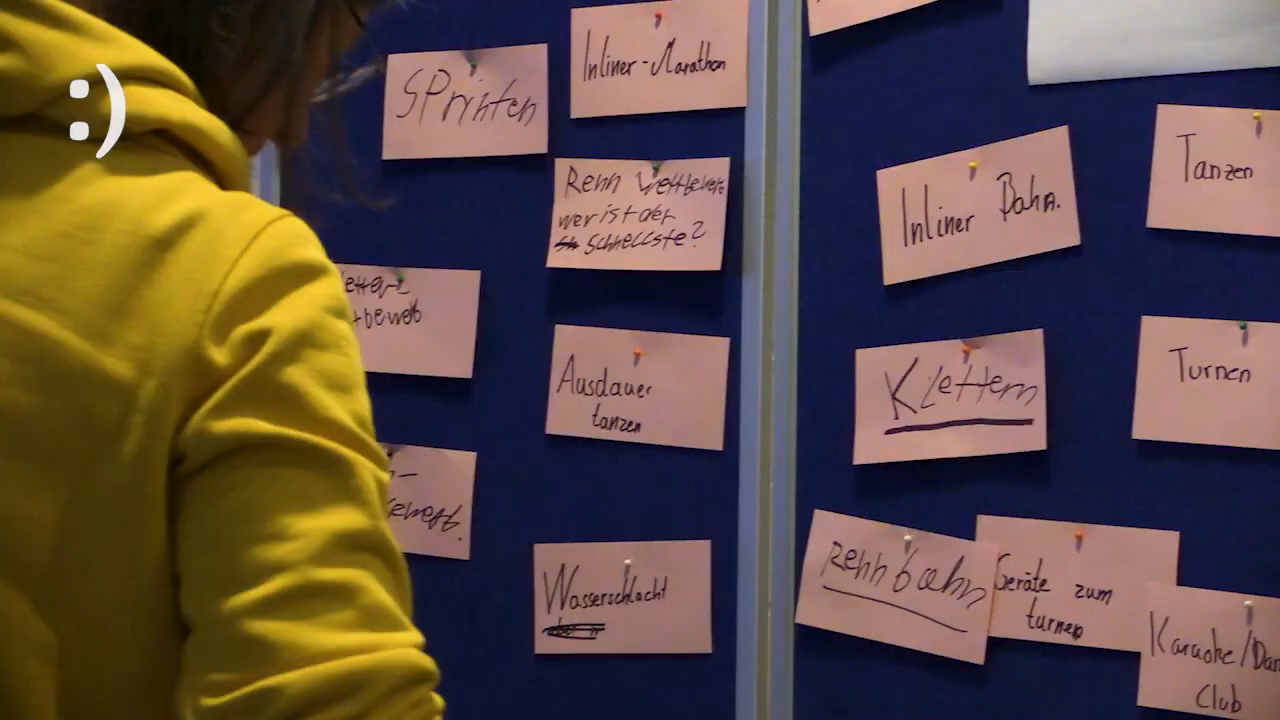 :)
SPrinten
Inliner-Marathon
Renn Wettbewerb
wer ist der
schnellste?
Ausdauer
tanzen
Wasserschlacht
Inliner Bahn.
Tanzen
Klettern
Turnen
Rennbahn
Geräte zum
turnen
Karaoke/Dan
Club